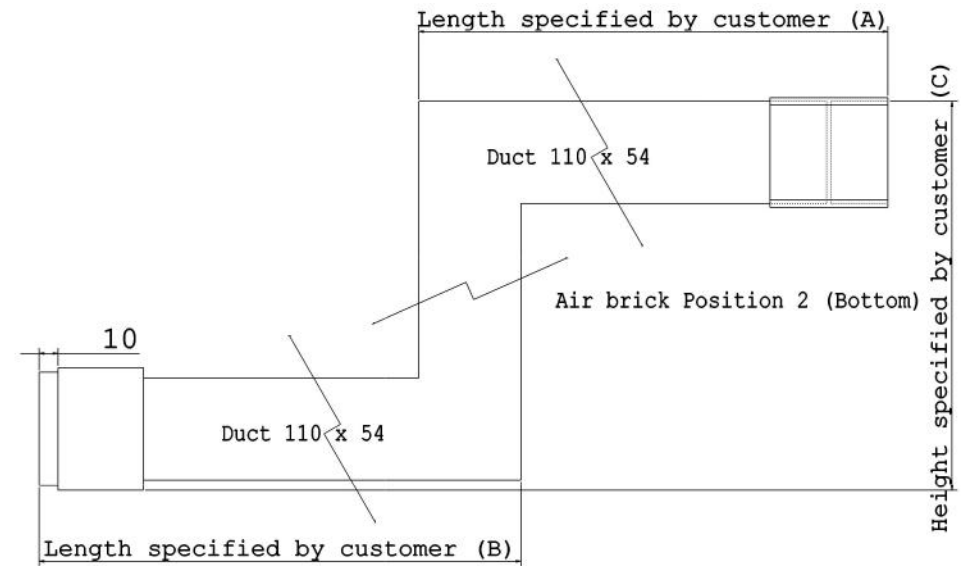 Length specified by customer (A)
Duct 110 x 54
Height specified by customer (C)
Air brick Position 2 (Bottom)
10
Duct 110 x 54
Length specified by customer (B)